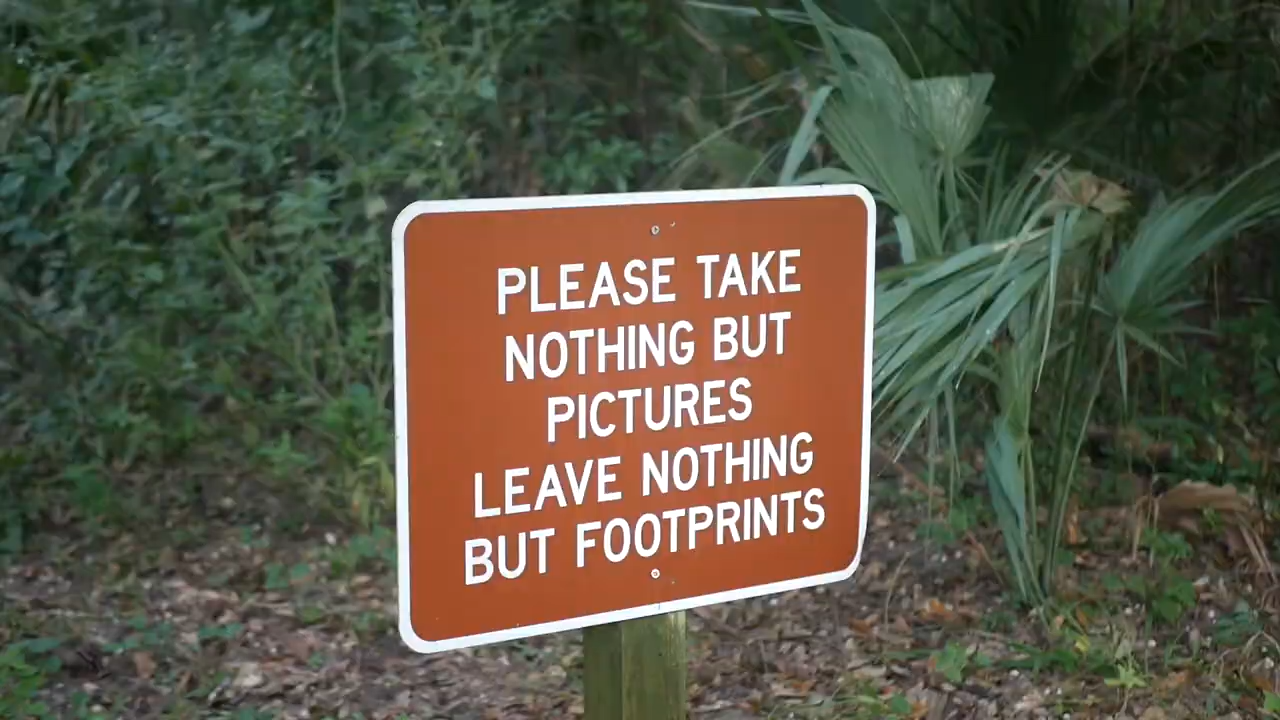 PLEASE TAKE
NOTHING BUT
PICTURES
LEAVE NOTHING
BUT FOOTPRINTS